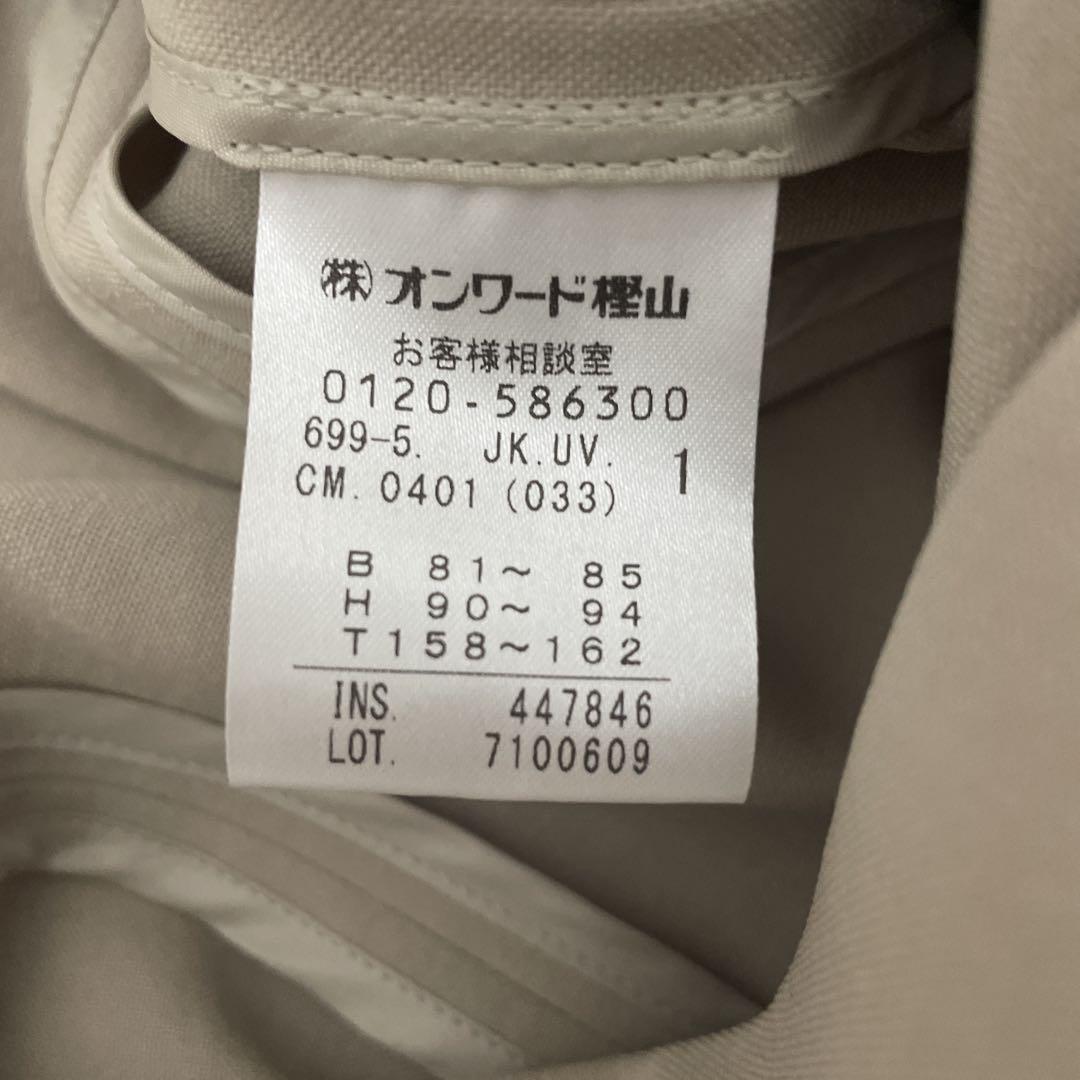 ㈱オンワード樫山
お客様相談室
0120-586300
699-5. JK.UV. 1
CM. 0401 (033)
B 81～ 85
H 90～ 94
T158～162
INS. 447846
LOT. 7100609